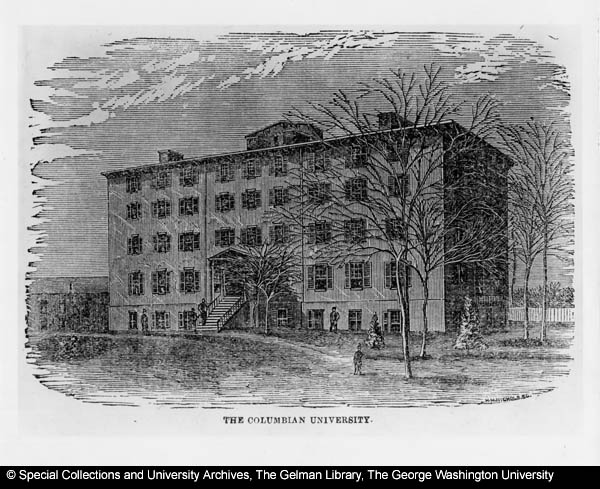 THE COLUMBIAN UNIVERSITY.
© Special Collections and University Archives, The Gelman Library, The George Washington University